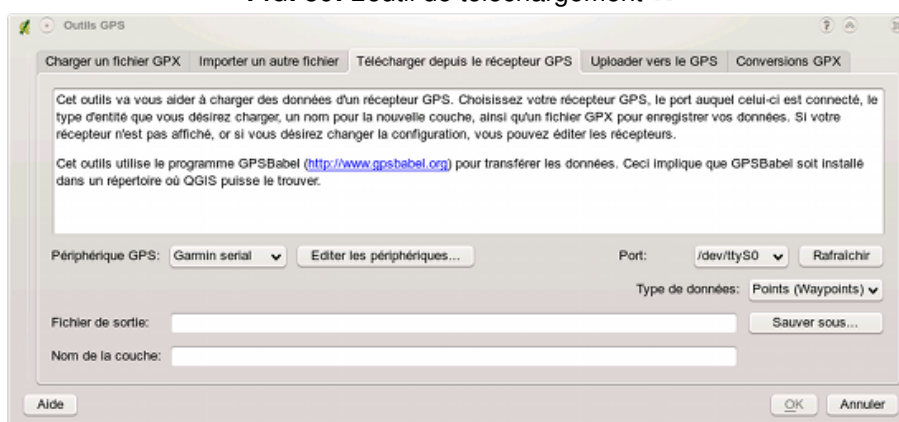 L'outil de téléchargement
Outils GPS
Charger un fichier GPX Importer un autre fichier Télécharger depuis le récepteur GPS Uploader vers le GPS Conversions GPX
Cet outils va vous aider à charger des données d'un récepteur GPS. Choisissez votre récepteur GPS, le port auquel celui-ci est connecté, le
type d'entité que vous désirez charger, un nom pour la nouvelle couche, ainsi qu'un fichier GPX pour enregistrer vos données. Si votre
récepteur n'est pas affiché, or si vous désirez changer la configuration, vous pouvez éditer les récepteurs.
Cet outils utilise le programme GPSBabel (http://www.gpsbabel.org) pour transférer les données. Ceci implique que GPSBabel soit installé
dans un répertoire où QGIS puisse le trouver.
Périphérique GPS: Garmin serial Editer les périphériques... Port: /dev/ttyS0 Rafraîchir
Type de données: Points (Waypoints)
Fichier de sortie: Sauver sous...
Nom de la couche:
Aide OK Annuler